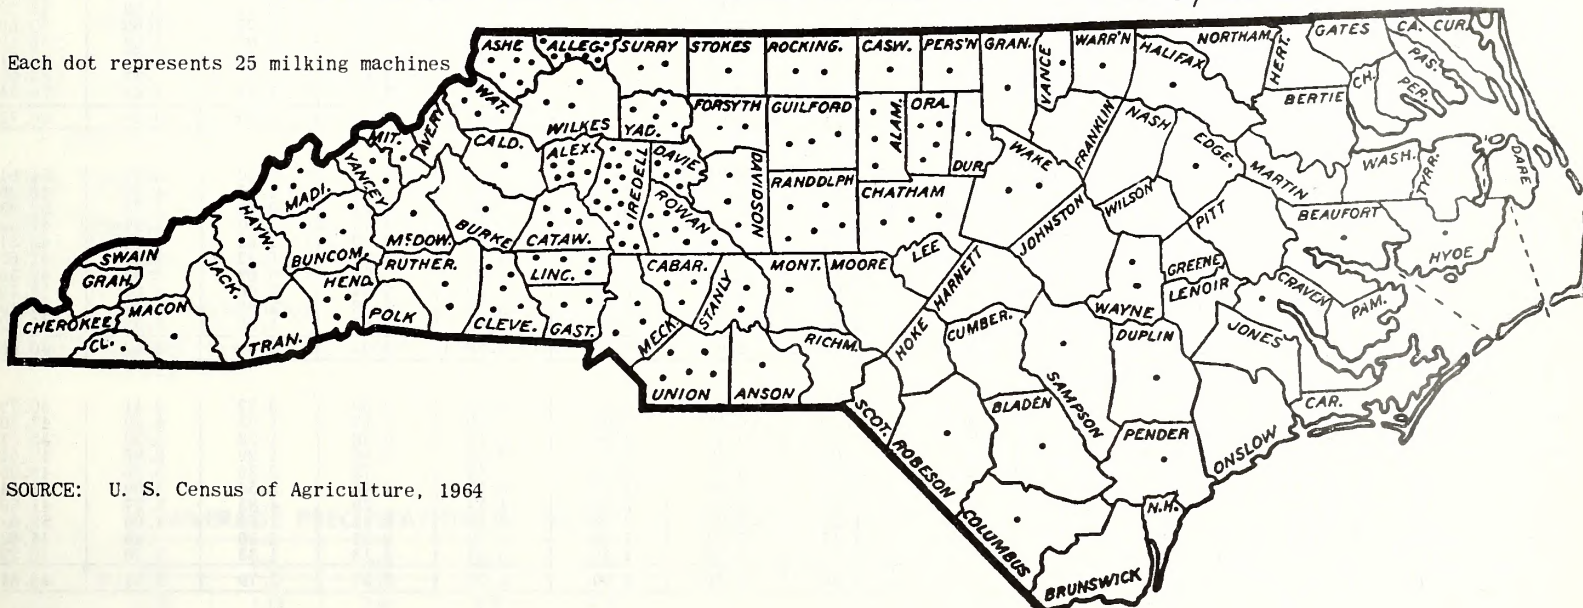 Each dot represents 25 milking machines
ASHE ALLEG. SURRY STOKES ROCKING. CASW. PERS'N GRAN. VANCE WARR'N HALIFAX NORTHAM. HERT. GATES CA. CUR.
PAS. PER. CH. BERTIE
WAT. WILKES YAD. FORSYTH GUILFORD ALAM. ORA. DUR. FRANKLIN NASH EDGE. MARTIN WASH. TYRR. DARE
MIT. AVERY CALD. ALEX. IREDELL DAVIE DAVIDSON RANDOLPH CHATHAM WAKE WILSON PITT BEAUFORT HYDE
MADI. YANCEY BURKE CATAW. ROWAN JOHNSTON GREENE
SWAIN HAYW. BUNCOM. McDOW. RUTHER. LINC. CABAR. MONT. MOORE LEE HARNETT WAYNE LENOIR CRAVEN PAM.
GRAH. JACK. HEND. STANLY
CHEROKEE MACON TRAN. POLK CLEVE. GAST. MECK. RICHM. HOKE CUMBER. SAMPSON DUPLIN JONES
CL.
UNION ANSON SCOT. ROBESON BLADEN PENDER ONSLOW CAR.
COLUMBUS N.H.
BRUNSWICK
SOURCE: U. S. Census of Agriculture, 1964